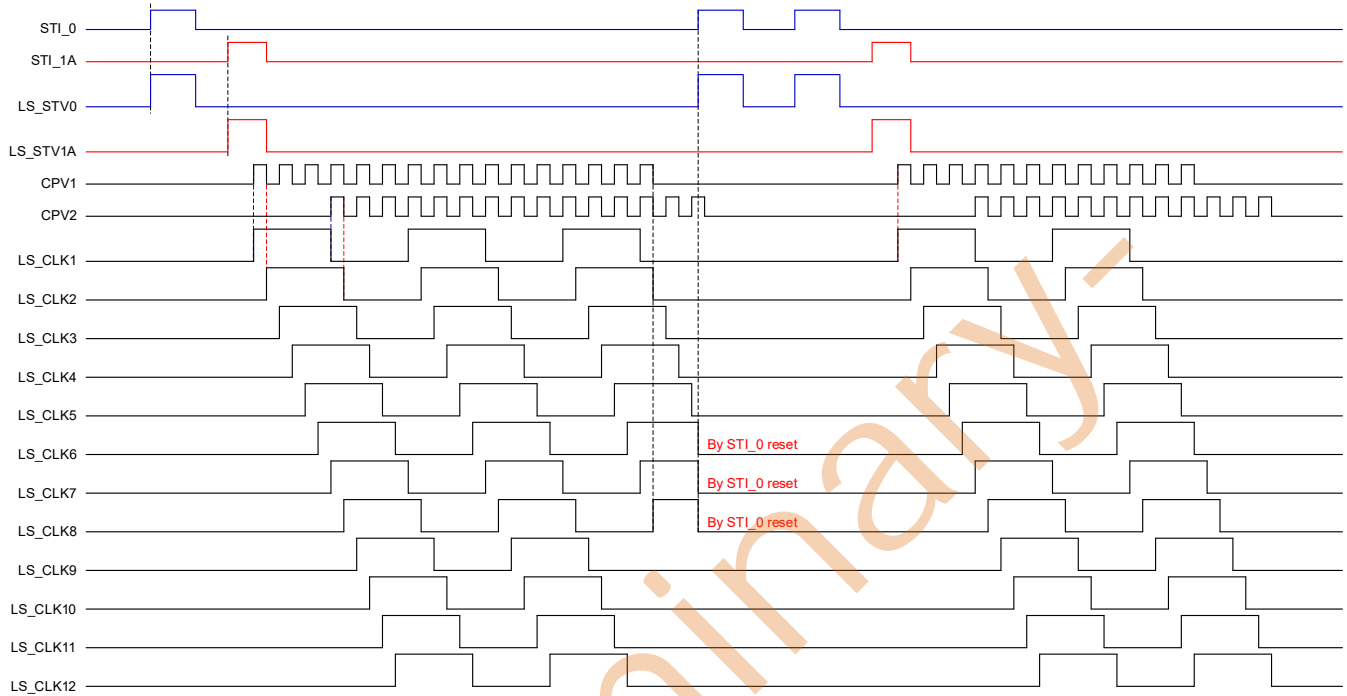 STI_0
STI_1A
LS_STV0
LS_STV1A
CPV1
CPV2
LS_CLK1
LS_CLK2
LS_CLK3
LS_CLK4
LS_CLK5
LS_CLK6
By STI_0 reset
LS_CLK7
By STI_0 reset
LS_CLK8
By STI_0 reset
LS_CLK9
LS_CLK10
LS_CLK11
LS_CLK12
inary-